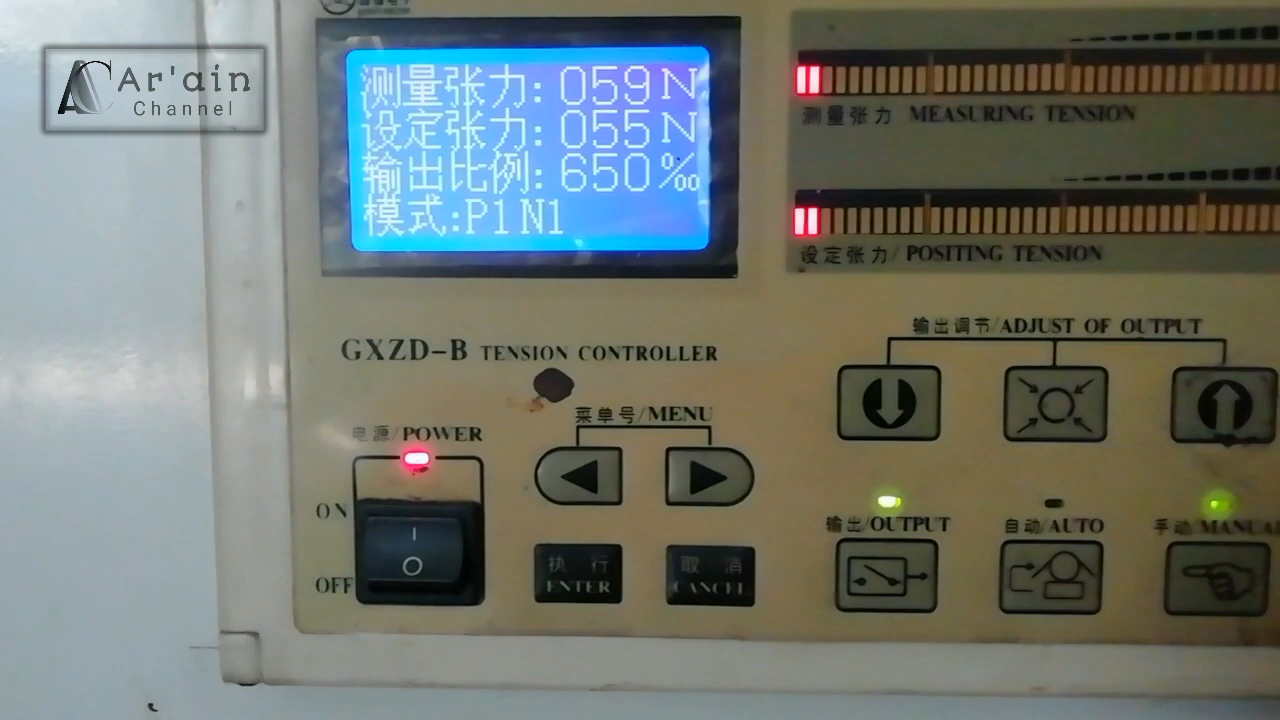 Ar'ain
Channel
测量张力: 059N
设定张力: 055N
输出比例: 650‰
模式:P1N1
测量张力 MEASURING TENSION
设定张力/ POSITING TENSION
GXZD-B TENSION CONTROLLER
输出调节/ADJUST OF OUTPUT
菜单号/MENU
电源/POWER
ON
OFF
I
O
执行
ENTER
取消
CANCEL
输出/OUTPUT
自动/AUTO
手动/MANUAL